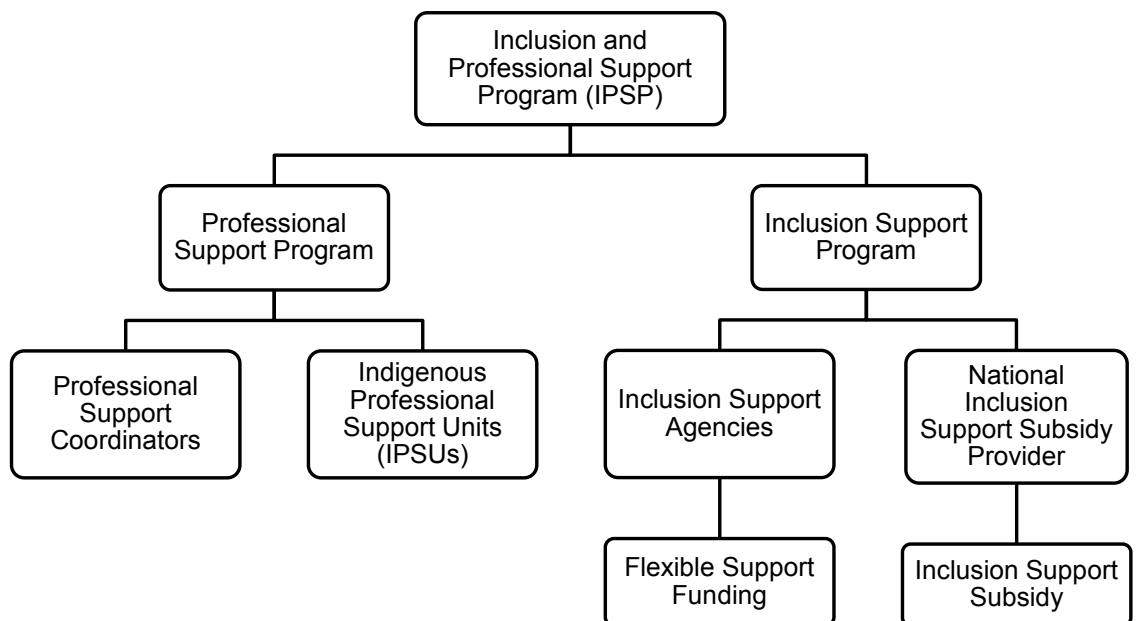 Inclusion and
Professional Support
Program (IPSP)
Professional
Support Program
Inclusion Support
Program
Professional
Support
Coordinators
Indigenous
Professional
Support Units
(IPSUs)
Inclusion Support
Agencies
National
Inclusion
Support Subsidy
Provider
Flexible Support
Funding
Inclusion Support
Subsidy